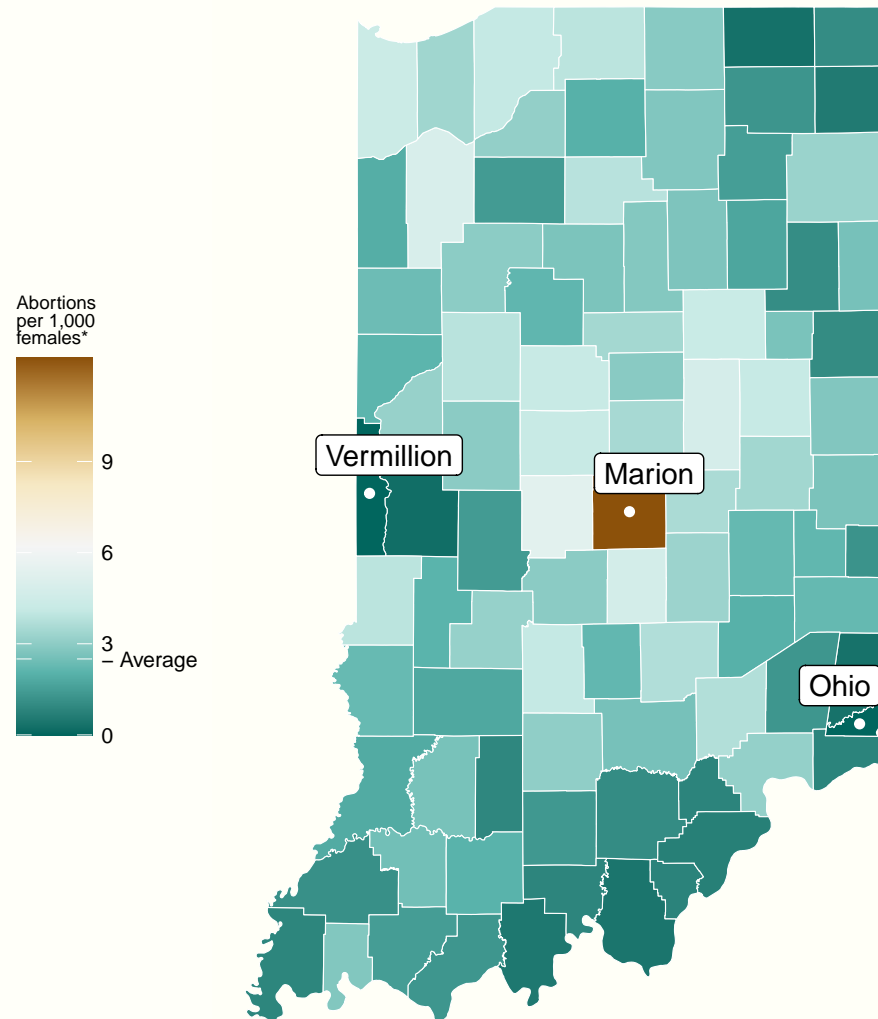 Abortions
per 1,000
females*
9
6
3
– Average
0
Vermillion
Marion
Ohio